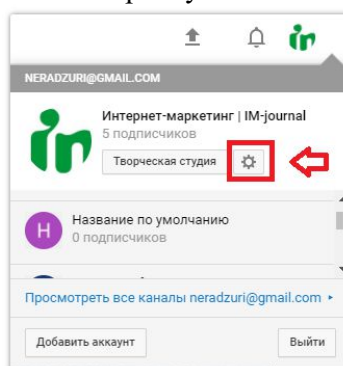 NERADZURI@GMAIL.COM
Интернет-маркетинг | IM-journal
5 подписчиков
Творческая студия
H
Название по умолчанию
0 подписчиков
Просмотреть все каналы neradzuri@gmail.com ▸
Добавить аккаунт
Выйти